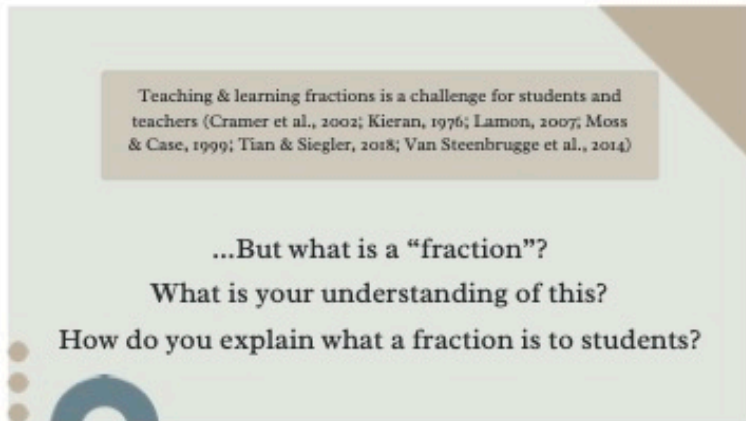 Teaching & learning fractions is a challenge for students and
teachers (Cramer et al., 2002; Kieran, 1976; Lamon, 2007; Moss
& Case, 1999; Tian & Siegler, 2018; Van Steenbrugge et al., 2014)
...But what is a “fraction”?
What is your understanding of this?
How do you explain what a fraction is to students?